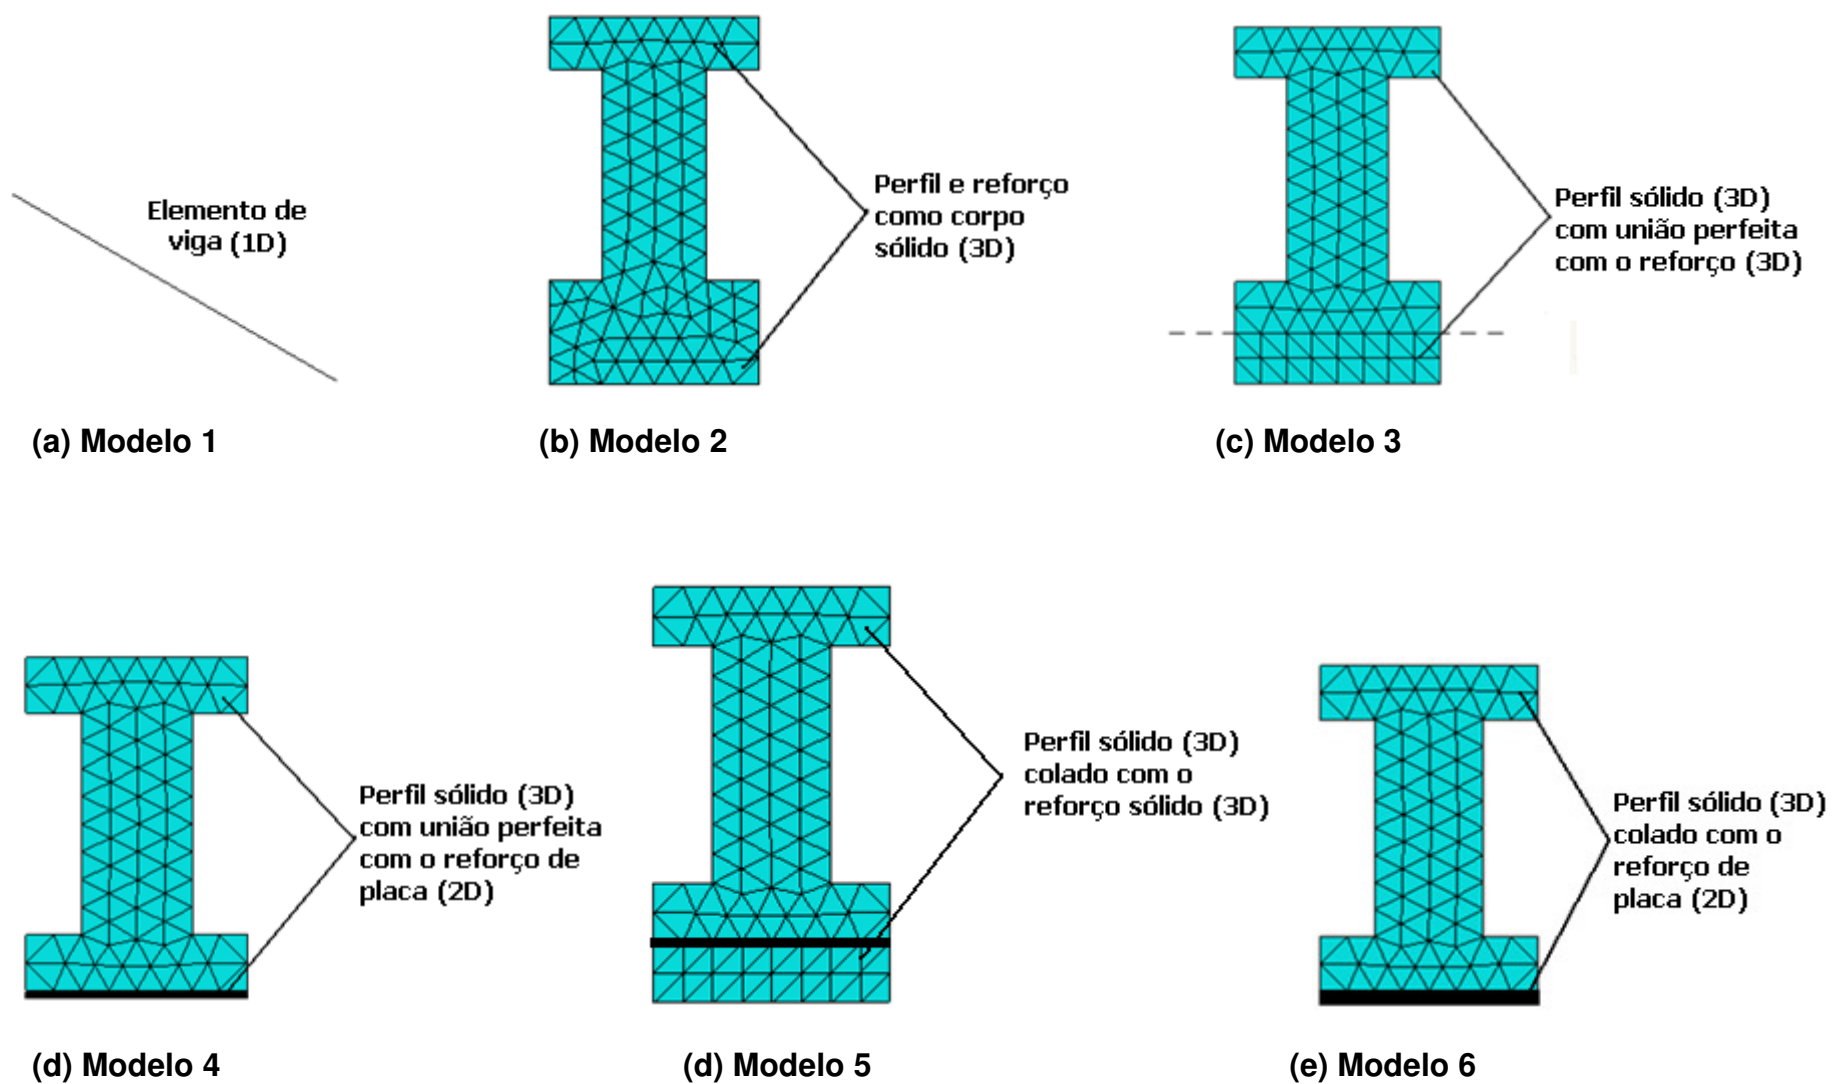 Elemento de
viga (1D)
Perfil e reforço
como corpo
sólido (3D)
Perfil sólido (3D)
com união perfeita
com o reforço (3D)
(a) Modelo 1
(b) Modelo 2
(c) Modelo 3
Perfil sólido (3D)
com união perfeita
com o reforço de
placa (2D)
Perfil sólido (3D)
colado com o
reforço sólido (3D)
Perfil sólido (3D)
colado com o
reforço de
placa (2D)
(d) Modelo 4
(d) Modelo 5
(e) Modelo 6